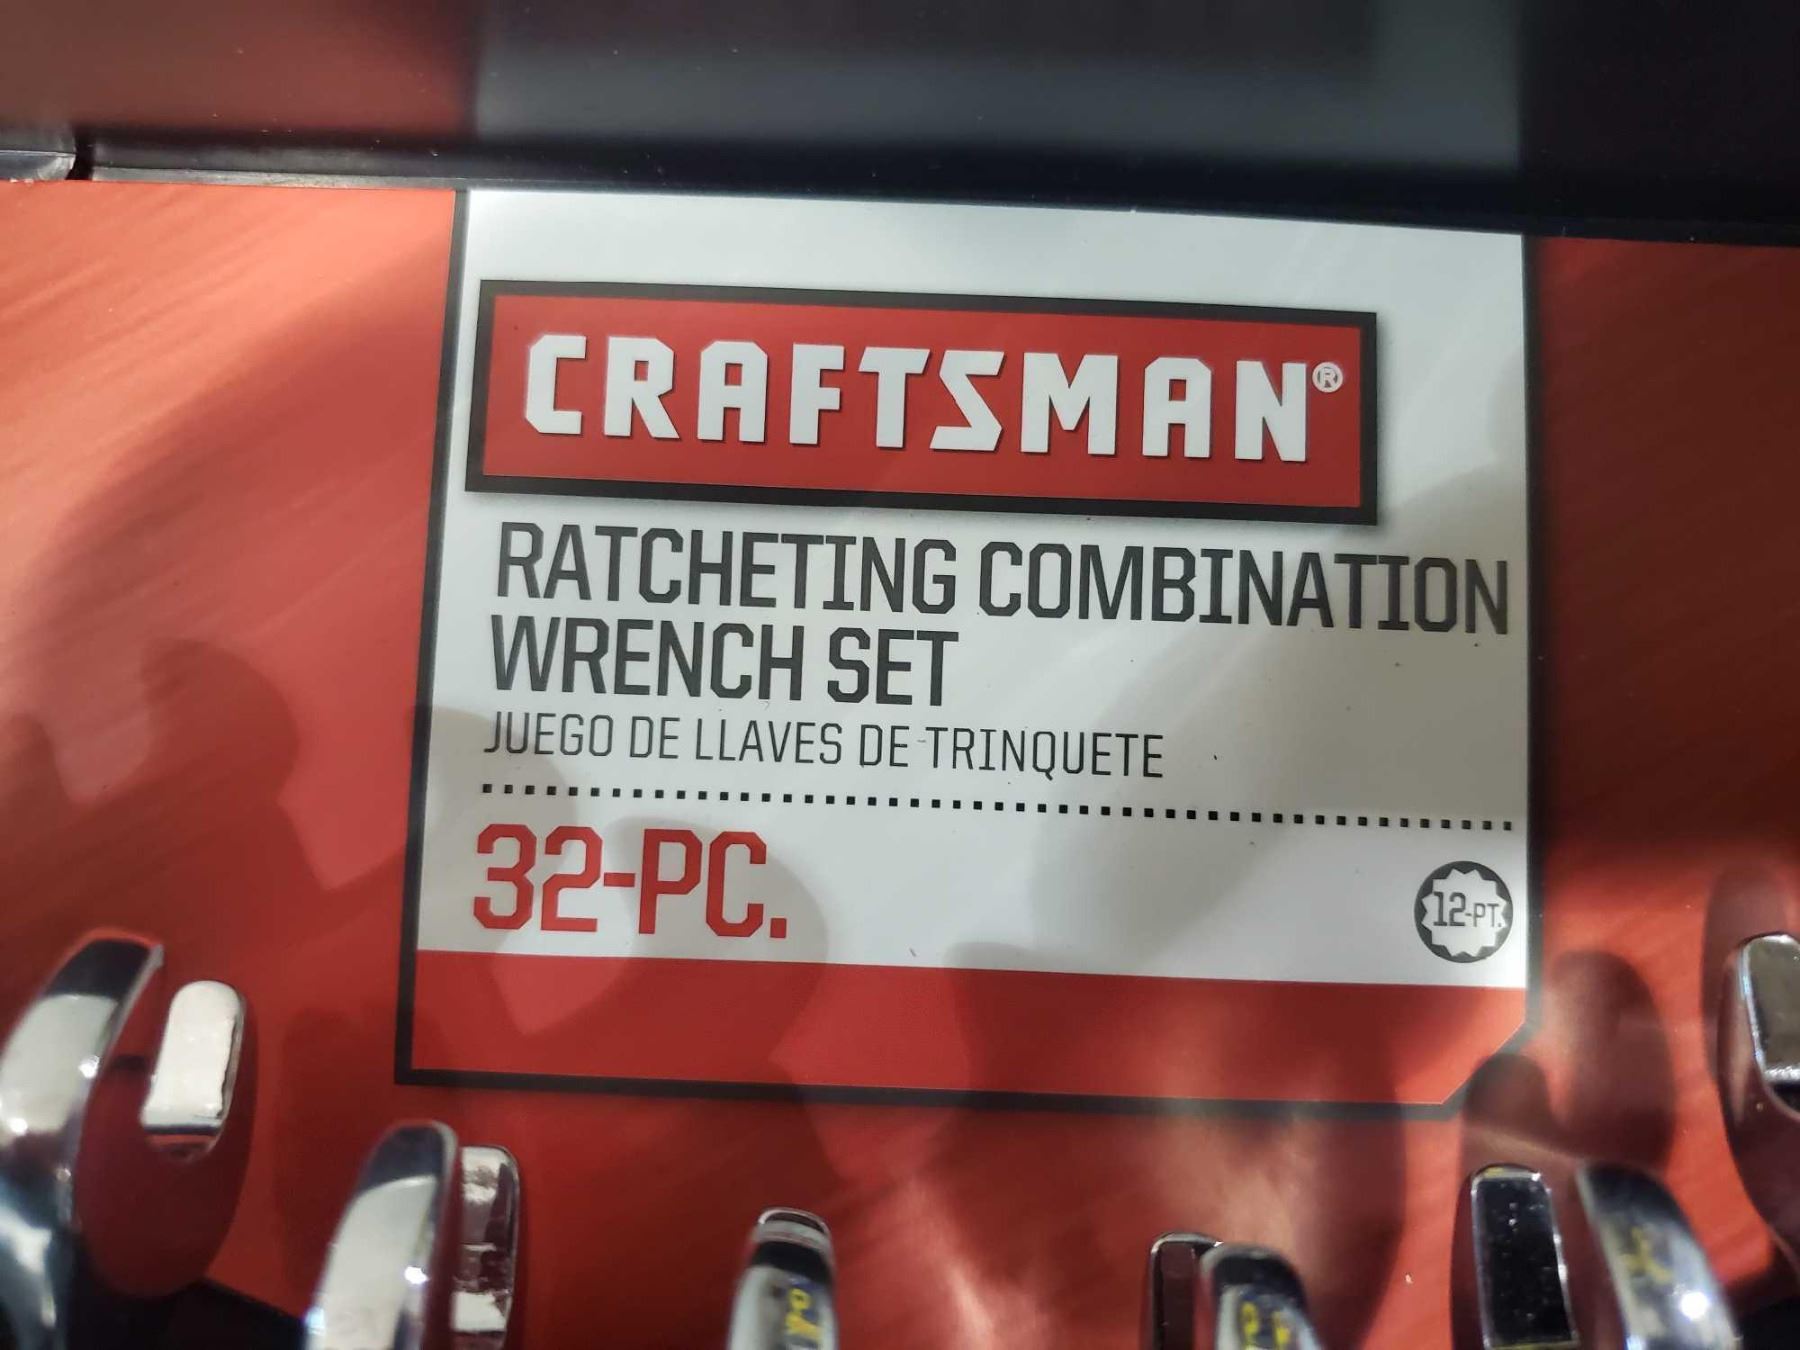 CRAFTSMAN®
RATCHETING COMBINATION
WRENCH SET
JUEGO DE LLAVES DE TRINQUETE
32-PC.
12-PT.